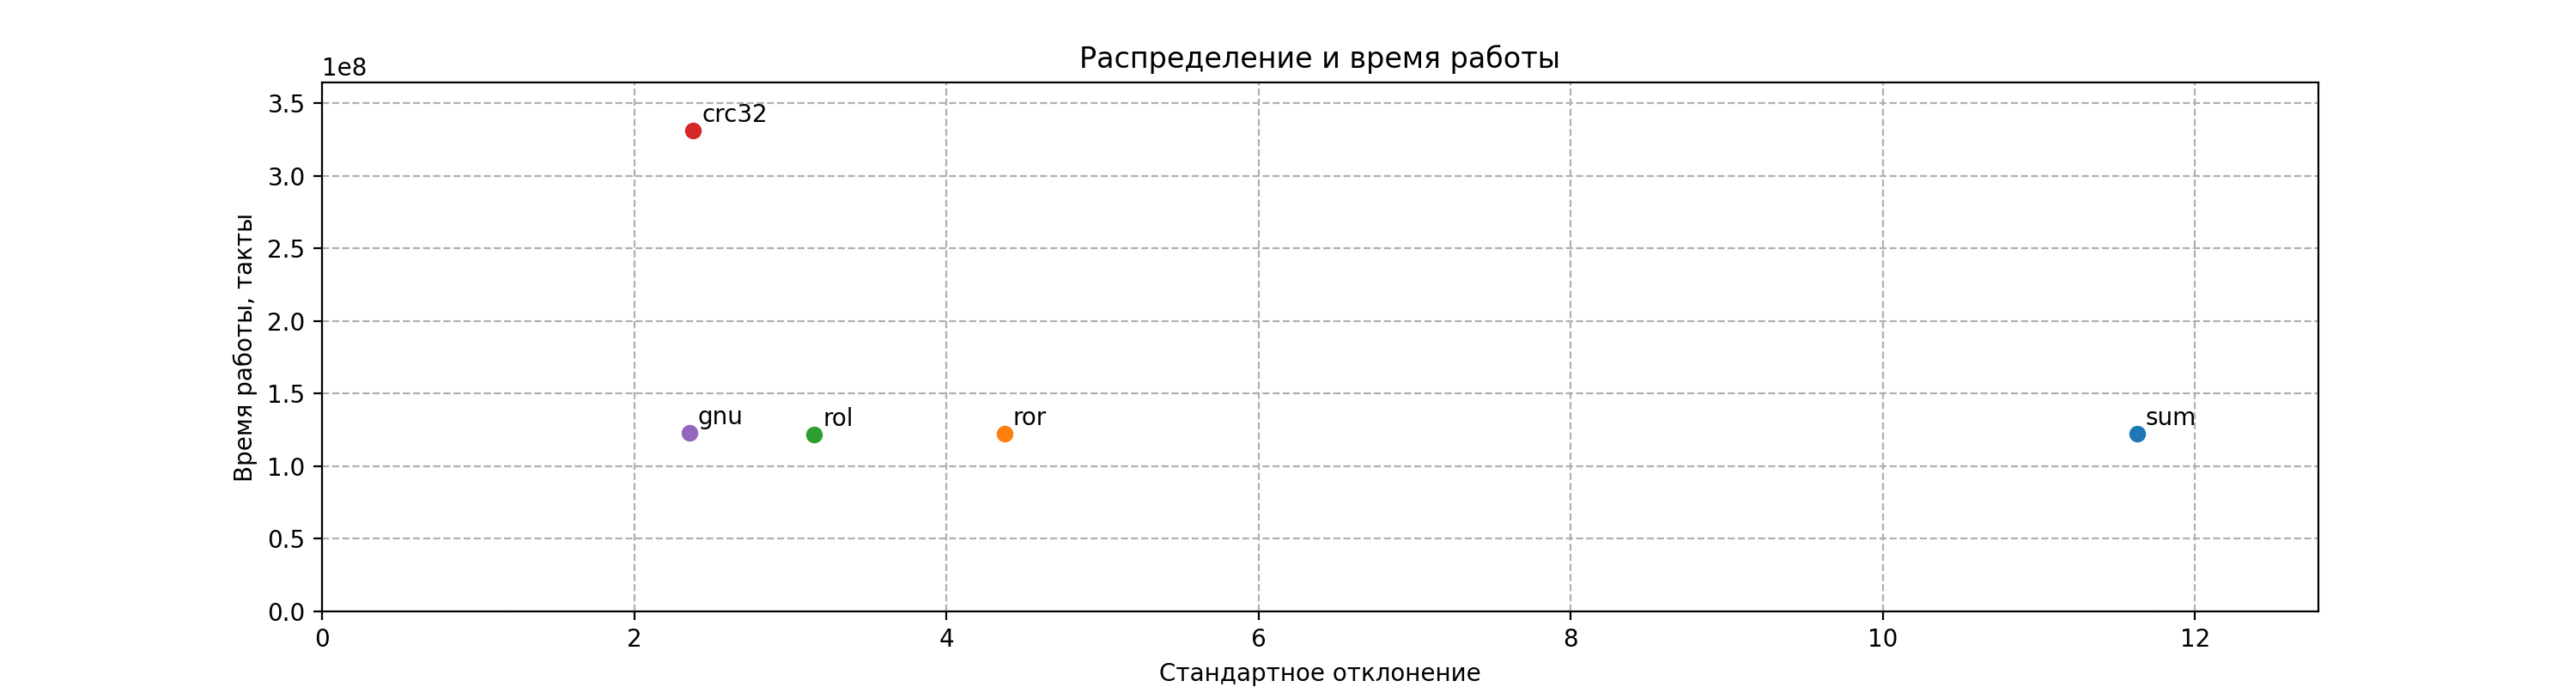 Распределение и время работы
1e8
3.5
crc32
3.0
2.5
2.0
1.5
gnu
rol
ror
sum
1.0
0.5
0.0
Время работы, такты
0 2 4 6 8 10 12
Стандартное отклонение